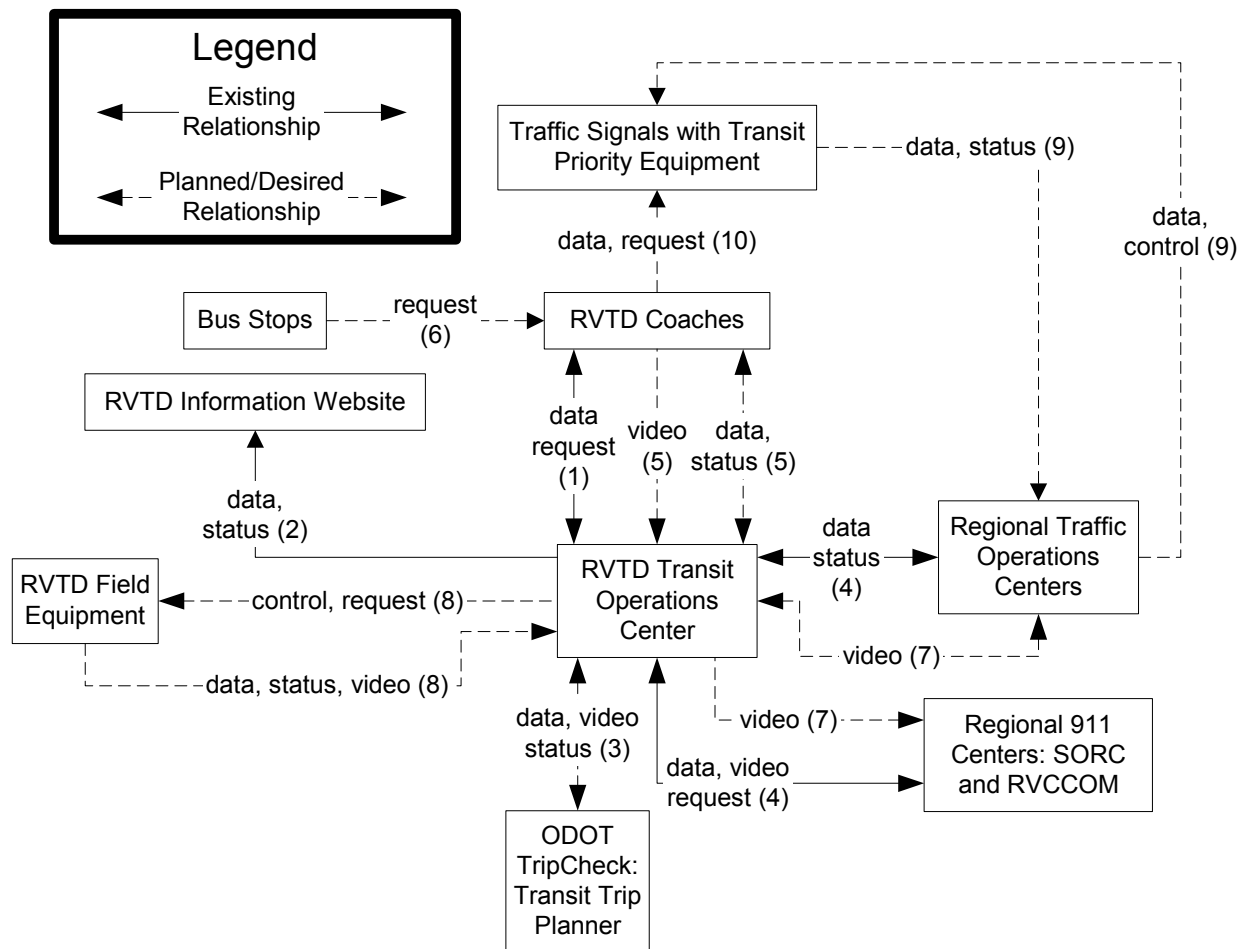 Legend
Existing
Relationship
Planned/Desired
Relationship
Traffic Signals with Transit
Priority Equipment
data, status (9)
data,
control (9)
data, request (10)
Bus Stops
request
(6)
RVTD Coaches
RVTD Information Website
data
request
(1)
video
(5)
data,
status (5)
data,
status (2)
data
status
(4)
Regional Traffic
Operations
Centers
RVTD Field
Equipment
control, request (8)
RVTD Transit
Operations
Center
video (7)
data, status, video (8)
data, video
status (3)
video (7)
data, video
request (4)
Regional 911
Centers: SORC
and RVCCOM
ODOT
TripCheck:
Transit Trip
Planner